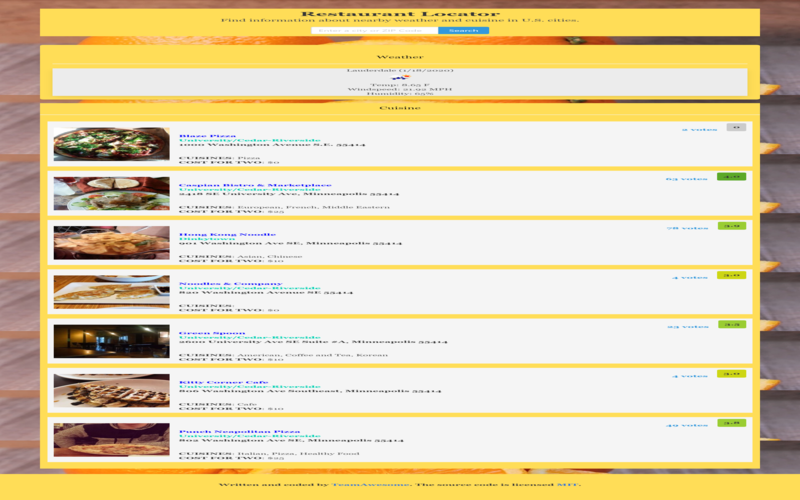 Restaurant Locator
Find information about nearby weather and cuisine in U.S. cities.
Enter a city or ZIP Code
Search
Weather
Lauderdale (1/18/2020)
Temp: 8.65 F
Windspeed: 21.92 MPH
Humidity: 65%
Cuisine
Blaze Pizza
University/Cedar-Riverside
1000 Washington Avenue S.E. 55414
CUISINES: Pizza
COST FOR TWO: $0
2 votes
0
Caspian Bistro & Marketplace
University/Cedar-Riverside
2418 SE University Ave, Minneapolis 55414
CUISINES: European, French, Middle Eastern
COST FOR TWO: $25
63 votes
4.0
Hong Kong Noodle
Dinkytown
901 Washington Ave SE, Minneapolis 55414
CUISINES: Asian, Chinese
COST FOR TWO: $10
78 votes
3.9
Noodles & Company
University/Cedar-Riverside
820 Washington Avenue SE 55414
CUISINES:
COST FOR TWO: $10
4 votes
3.0
Green Spoon
University/Cedar-Riverside
2600 University Ave SE Suite #A, Minneapolis 55414
CUISINES: American, Coffee and Tea, Korean
COST FOR TWO: $10
23 votes
3.5
Kitty Corner Cafe
University/Cedar-Riverside
806 Washington Ave Southeast, Minneapolis 55414
CUISINES: Cafe
COST FOR TWO: $40
4 votes
3.0
Punch Neapolitan Pizza
University/Cedar-Riverside
802 Washington Ave SE, Minneapolis 55414
CUISINES: Italian, Pizza, Healthy Food
COST FOR TWO: $25
49 votes
3.8
Written and coded by TeamAwesome. The source code is licensed MIT.